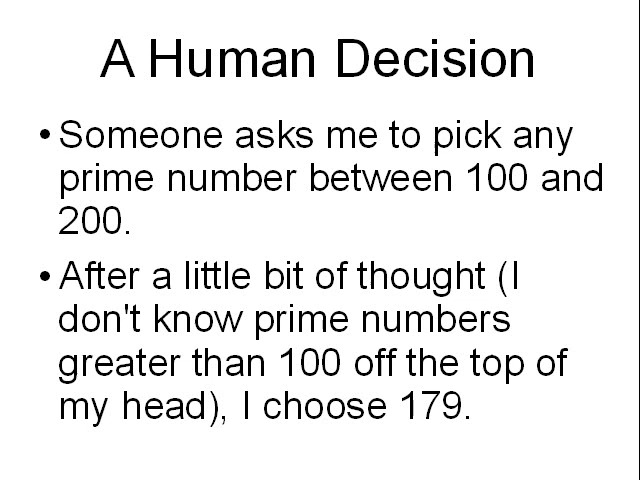 A Human Decision
• Someone asks me to pick any
prime number between 100 and
200.
• After a little bit of thought (I
don't know prime numbers
greater than 100 off the top of
my head), I choose 179.